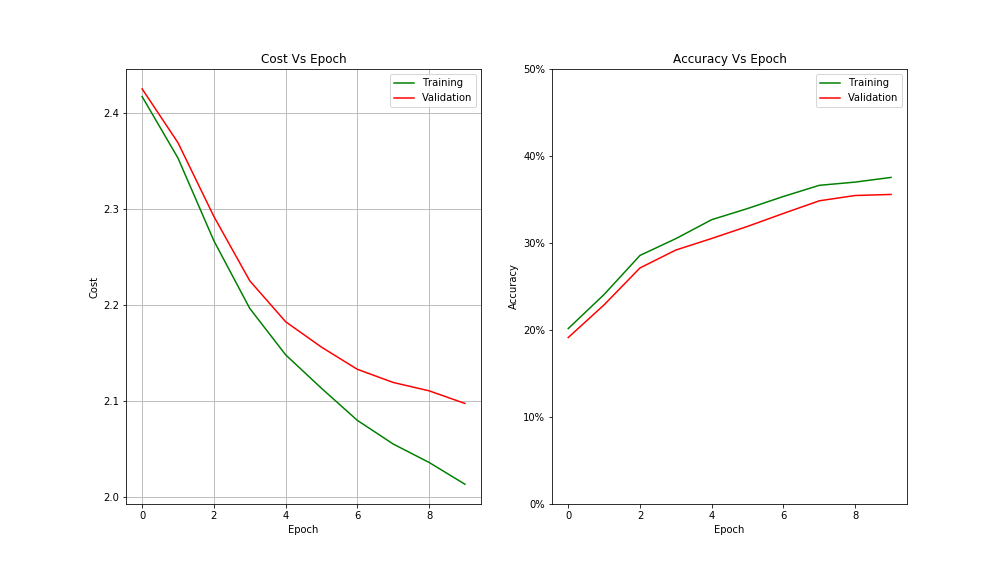 Cost Vs Epoch
Training
Validation
2.4
2.3
2.2
2.1
2.0
Cost
0 2 4 6 8
Epoch
Accuracy Vs Epoch
Training
Validation
50%
40%
30%
20%
10%
0%
Accuracy
0 2 4 6 8
Epoch